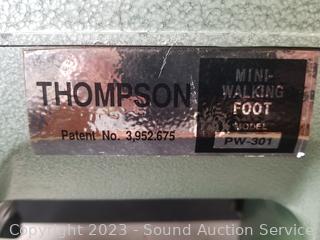 THOMPSON
Patent No. 3,952,675
MINI-
WALKING
FOOT
MODEL
PW-301
Copyright 2023 - Sound Auction Service